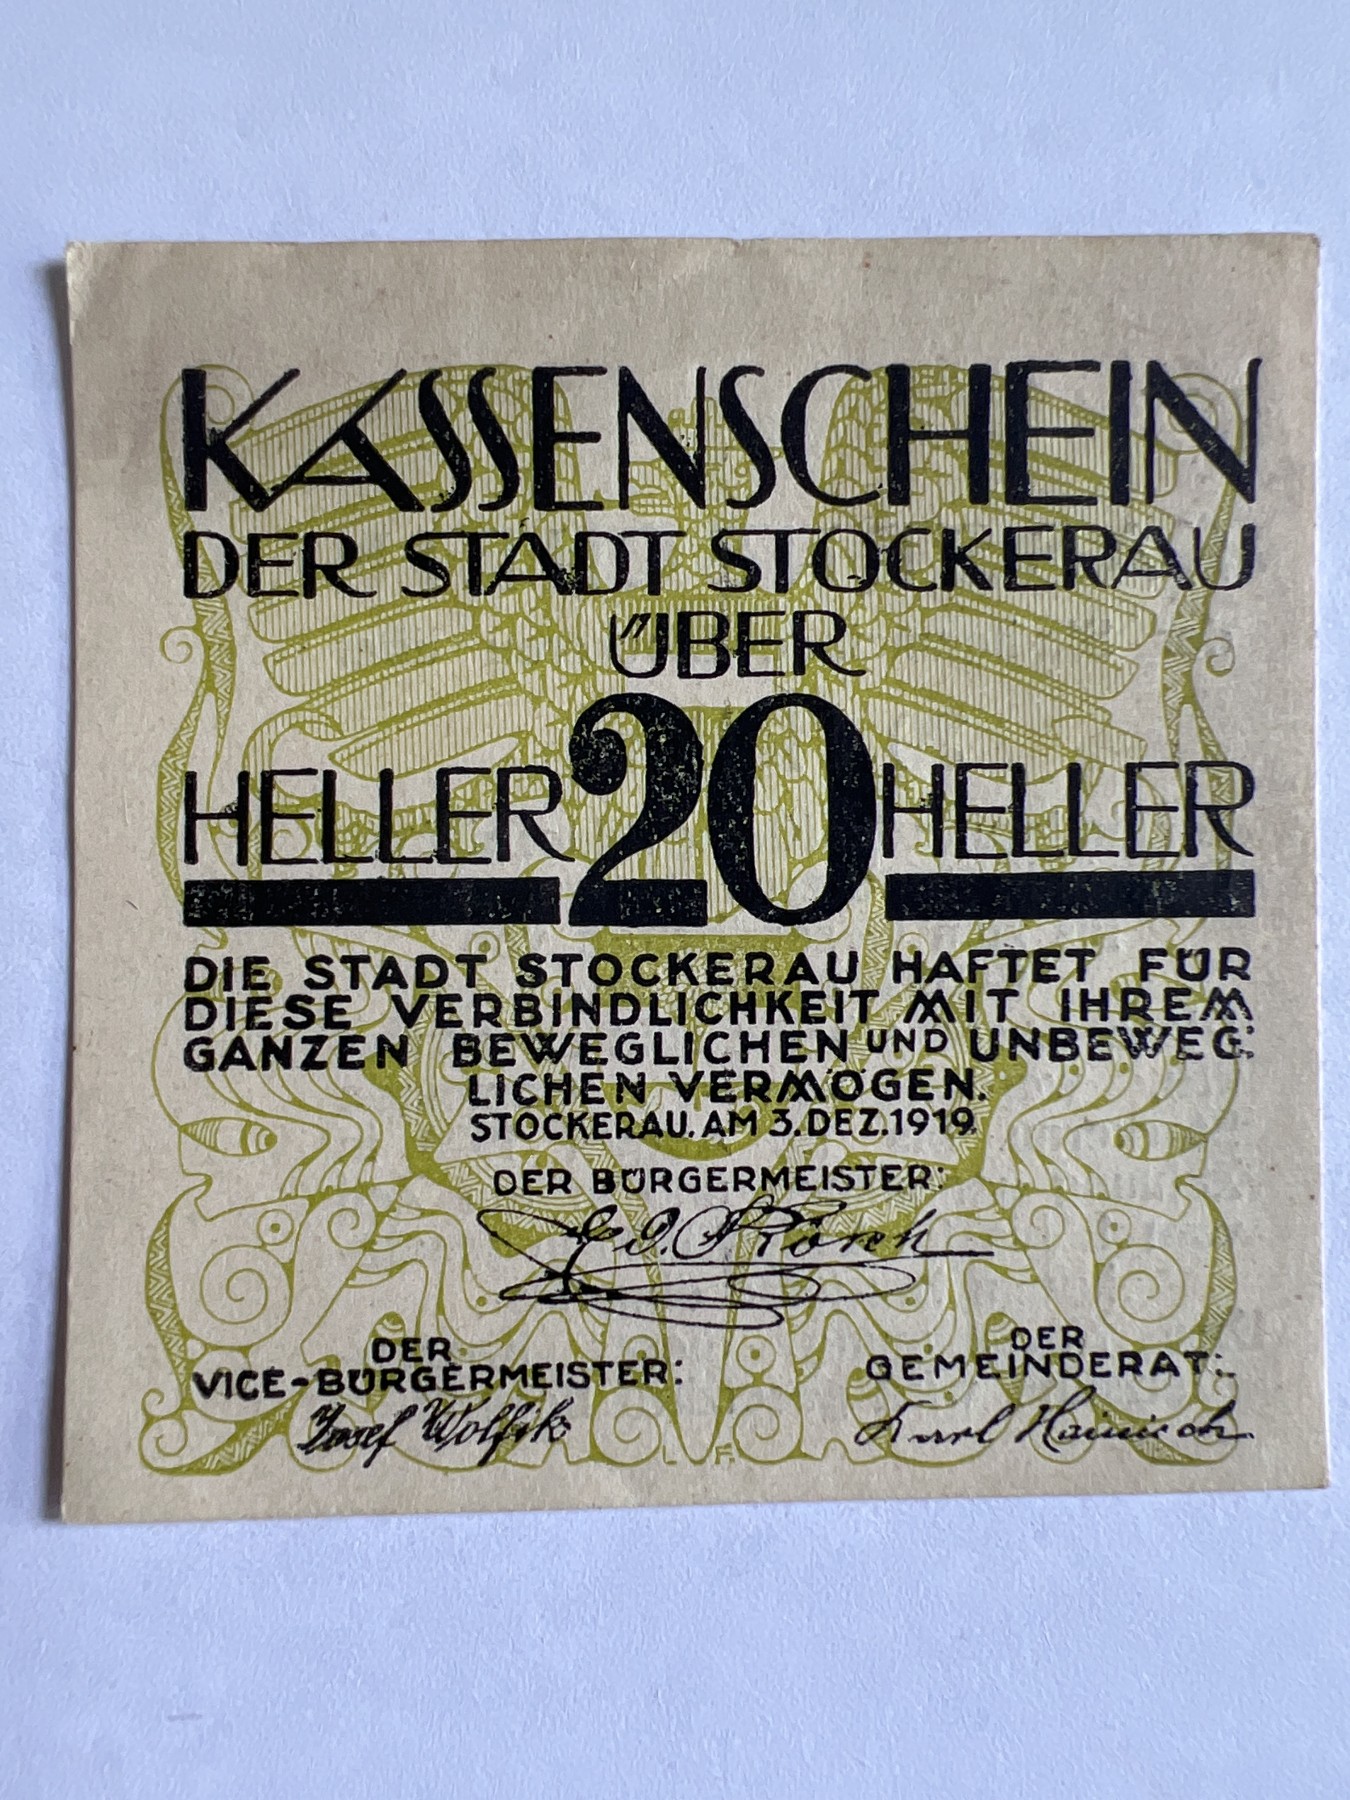 KASSENSCHEIN
DER STADT STOCKERAU
ÜBER
HELLER 20 HELLER
DIE STADT STOCKERAU HAFTET FÜR
DIESE VERBINDLICHKEIT MIT IHREM
GANZEN BEWEGLICHEN UND UNBEWEG:
LICHEN VERMÖGEN.
STOCKERAU. AM 3. DEZ. 1919.
DER BÜRGERMEISTER:
DER
VICE-BÜRGERMEISTER:
Josef Wolfik
DER
GEMEINDERAT:
Karl Hainisch